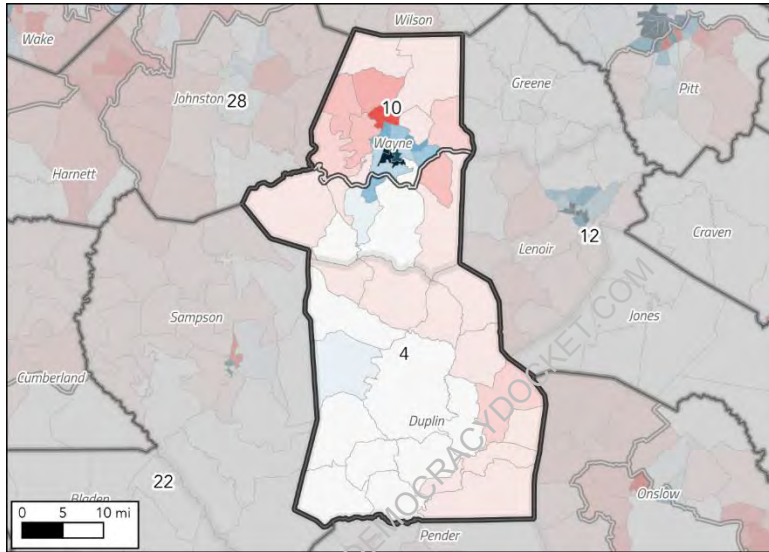 Wilson
Wake
Greene
Johnston
28
10
Pitt
Wayne
Harnett
Lenoir
12
Craven
Sampson
Jones
4
Cumberland
Duplin
22
Bladen
Onslow
0 5 10 mi
Pender
DEMOCRACYDOCKET.COM